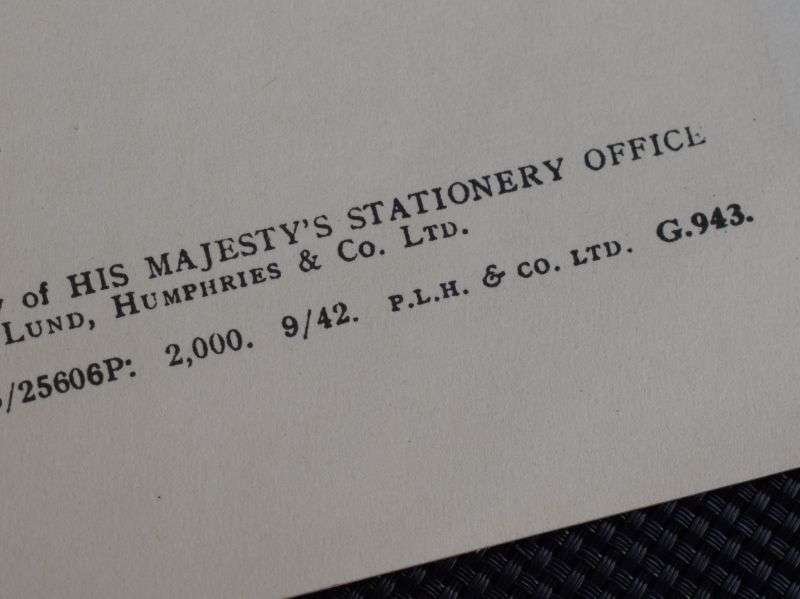 of HIS MAJESTY'S STATIONERY OFFICE
LUND, HUMPHRIES & CO. LTD.
/25606P: 2,000. 9/42. P.L.H. & CO. LTD. G.943.